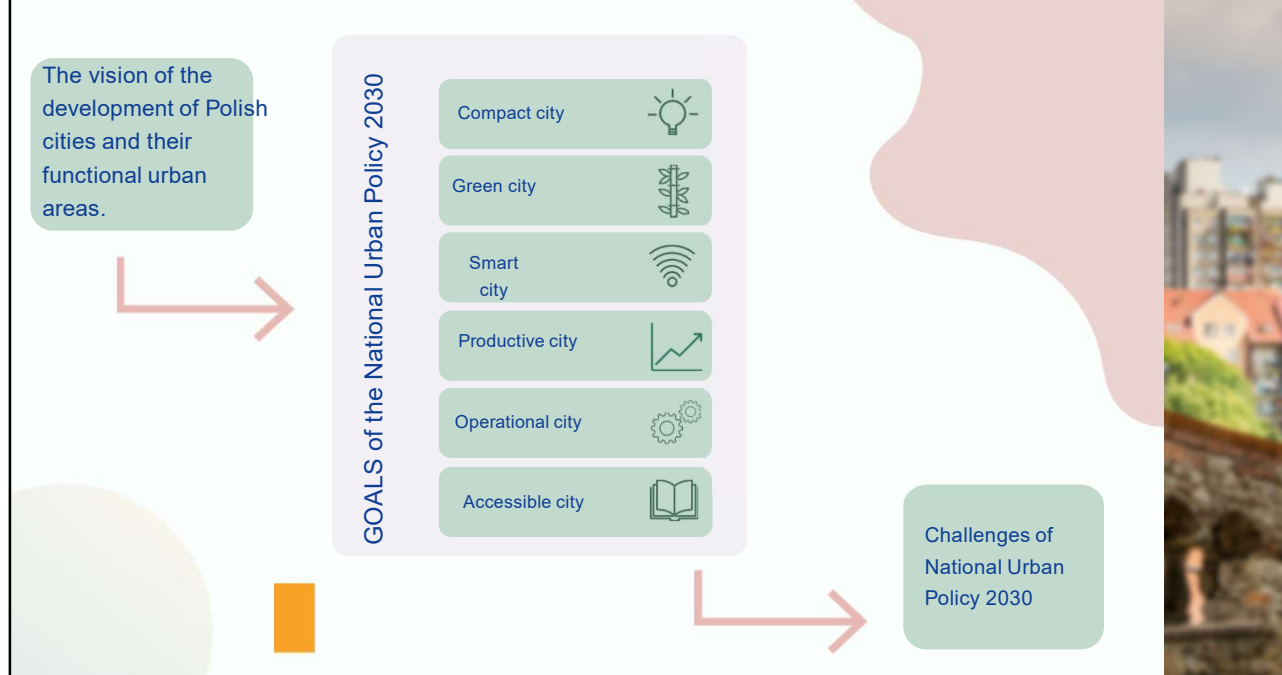 The vision of the
development of Polish
cities and their
functional urban
areas.
GOALS of the National Urban Policy 2030
Compact city
Green city
Smart
city
Productive city
Operational city
Accessible city
Challenges of
National Urban
Policy 2030